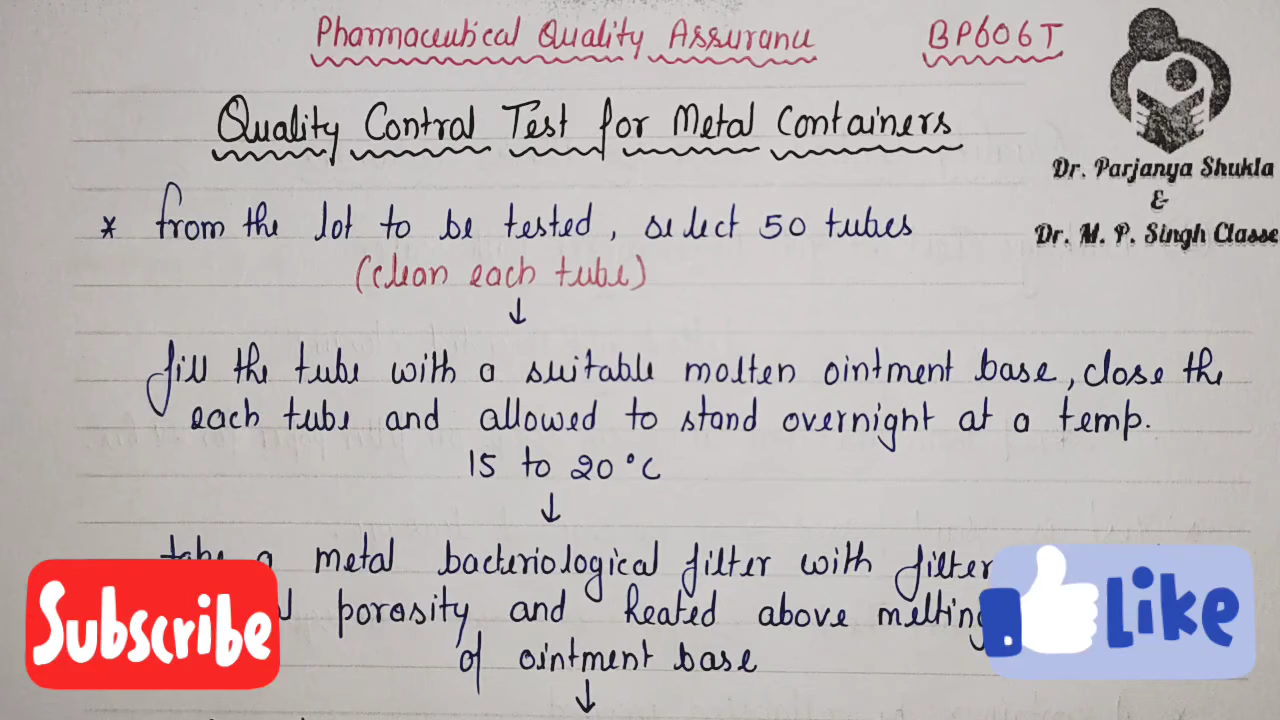 Pharmaceutical Quality Assurance BP606T
Quality Control Test for Metal Containers
Dr. Parjanya Shukla
&
Dr. M. P. Singh Classe
* from the lot to be tested, select 50 tubes
(clean each tube)
↓
fill the tube with a suitable molten ointment base, close the
each tube and allowed to stand overnight at a temp.
15 to 20°C
↓
take a metal bacteriological filter with filter
porosity and heated above melting
of ointment base
↓
Subscribe
Like